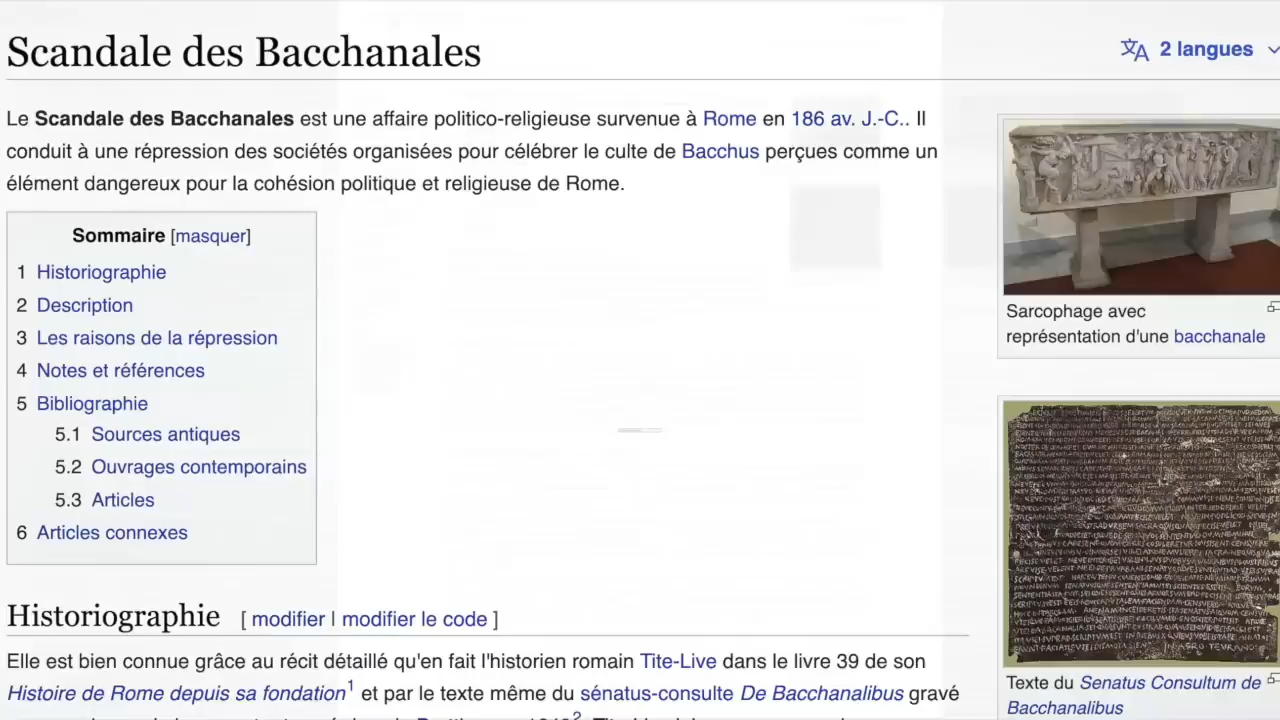 Scandale des Bacchanales
2 langues
Le Scandale des Bacchanales est une affaire politico-religieuse survenue à Rome en 186 av. J.-C.. Il
conduit à une répression des sociétés organisées pour célébrer le culte de Bacchus perçues comme un
élément dangereux pour la cohésion politique et religieuse de Rome.
Sommaire [masquer]
1 Historiographie
2 Description
3 Les raisons de la répression
4 Notes et références
5 Bibliographie
5.1 Sources antiques
5.2 Ouvrages contemporains
5.3 Articles
6 Articles connexes
Sarcophage avec
représentation d'une bacchanale
Texte du Senatus Consultum de
Bacchanalibus
Historiographie [ modifier | modifier le code ]
Elle est bien connue grâce au récit détaillé qu'en fait l'historien romain Tite-Live dans le livre 39 de son
Histoire de Rome depuis sa fondation1 et par le texte même du sénatus-consulte De Bacchanalibus gravé